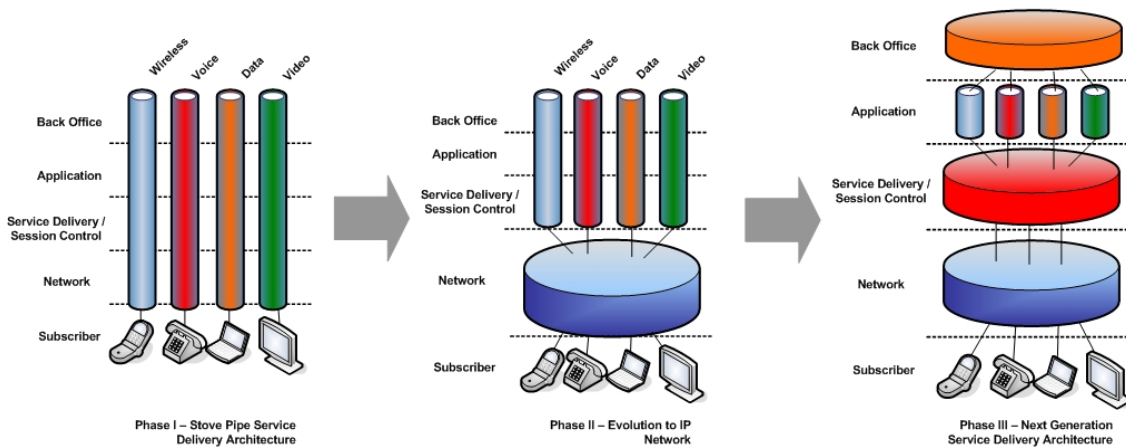 Wireless
Voice
Data
Video
Back Office
Application
Service Delivery /
Session Control
Network
Subscriber
Phase I – Stove Pipe Service
Delivery Architecture
Wireless
Voice
Data
Video
Back Office
Application
Service Delivery /
Session Control
Network
Subscriber
Phase II – Evolution to IP
Network
Back Office
Application
Service Delivery /
Session Control
Network
Subscriber
Phase III – Next Generation
Service Delivery Architecture